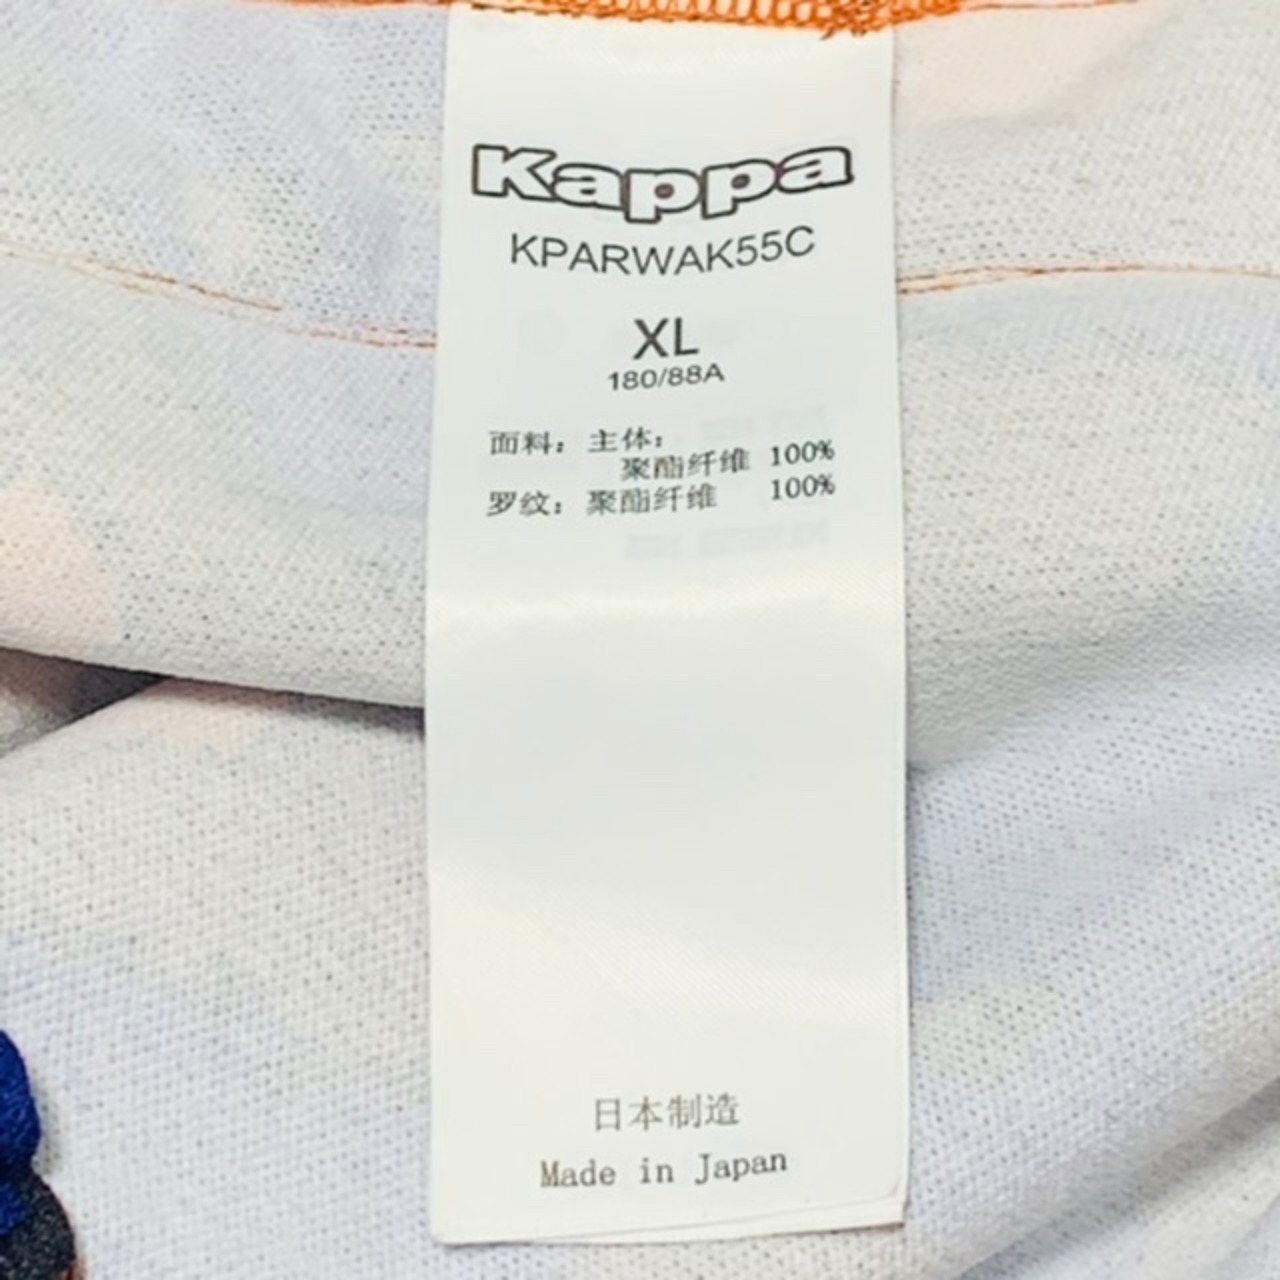 Kappa
KPARWAK55C
XL
180/88A
面料：主体：
聚酯纤维 100%
罗纹：聚酯纤维 100%
日本制造
Made in Japan